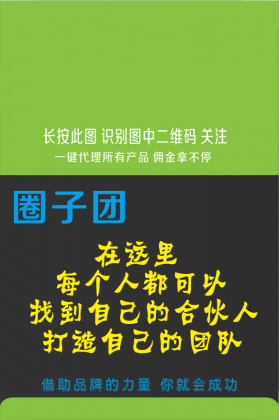 长按此图 识别图中二维码 关注
一键代理所有产品 佣金拿不停
圈子团
在这里
每个人都可以
找到自己的合伙人
打造自己的团队
借助品牌的力量 你就会成功